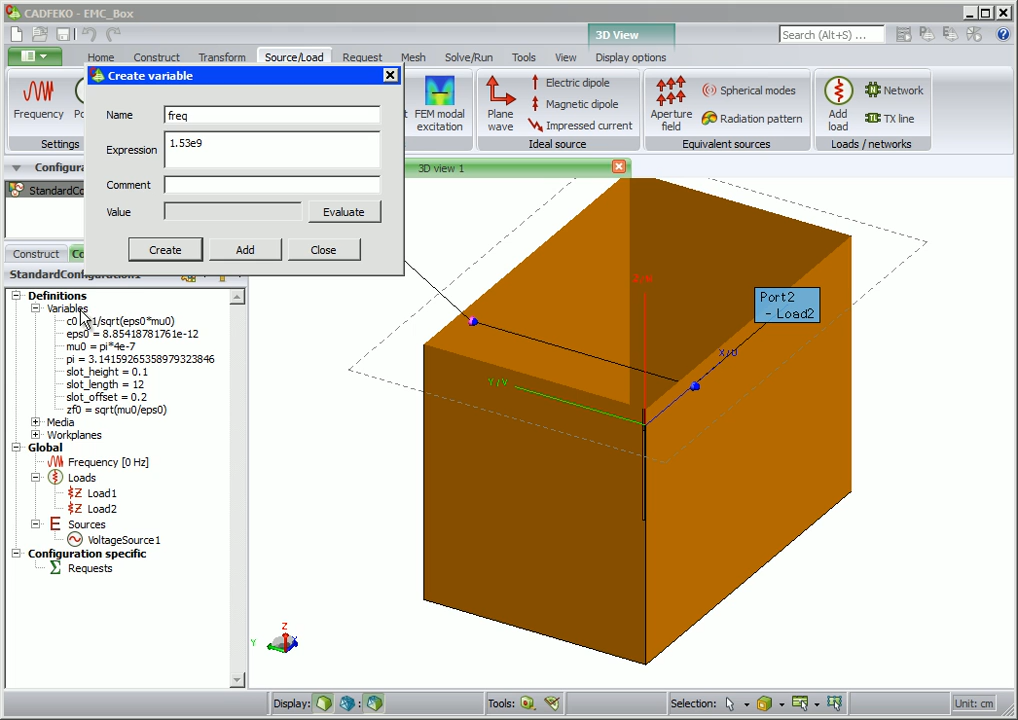 CADFEKO - EMC_Box
3D View
Search (Alt+S) ...
Home Construct Transform Source/Load Request Mesh Solve/Run Tools View Display options
Create variable
Name freq
Expression 1.53e9
Comment
Value Evaluate
Create Add Close
Frequency
Settings
FEM modal
excitation
Plane
wave
Electric dipole
Magnetic dipole
Impressed current
Ideal source
Aperture
field
Spherical modes
Radiation pattern
Equivalent sources
Add
load
Network
TX line
Loads / networks
3D view 1
Construct
StandardConfiguration1
Definitions
Variables
eps0 = 8.85418781761e-12
mu0 = pi*4e-7
pi = 3.14159265358979323846
slot_height = 0.1
slot_length = 12
slot_offset = 0.2
zf0 = sqrt(mu0/eps0)
Media
Workplanes
Global
Frequency [0 Hz]
Loads
Load1
Load2
Sources
VoltageSource1
Configuration specific
Requests
Port2
- Load2
Z/N
X/U
Y/V
Z
Y
Display:
Tools:
Selection:
Unit: cm